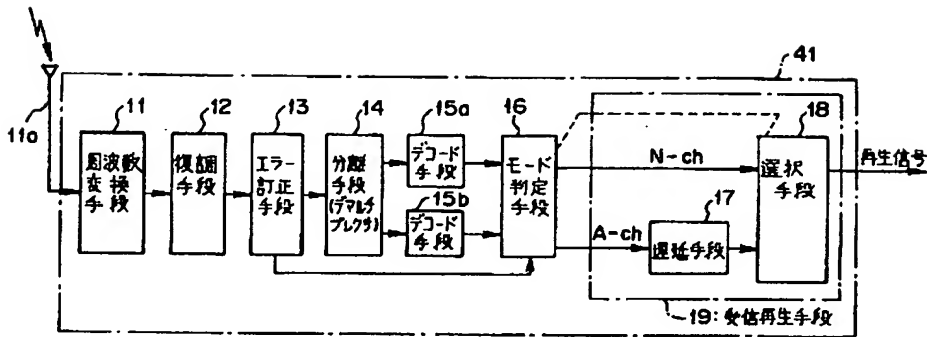 41
11a
11
周波数
変換
手段
12
復調
手段
13
エラー
訂正
手段
14
分離
手段
(デマルチ
プレクサ)
15a
デコード
手段
15b
デコード
手段
16
モード
判定
手段
N-ch
A-ch
17
遅延手段
18
選択
手段
再生信号
19:受信再生手段